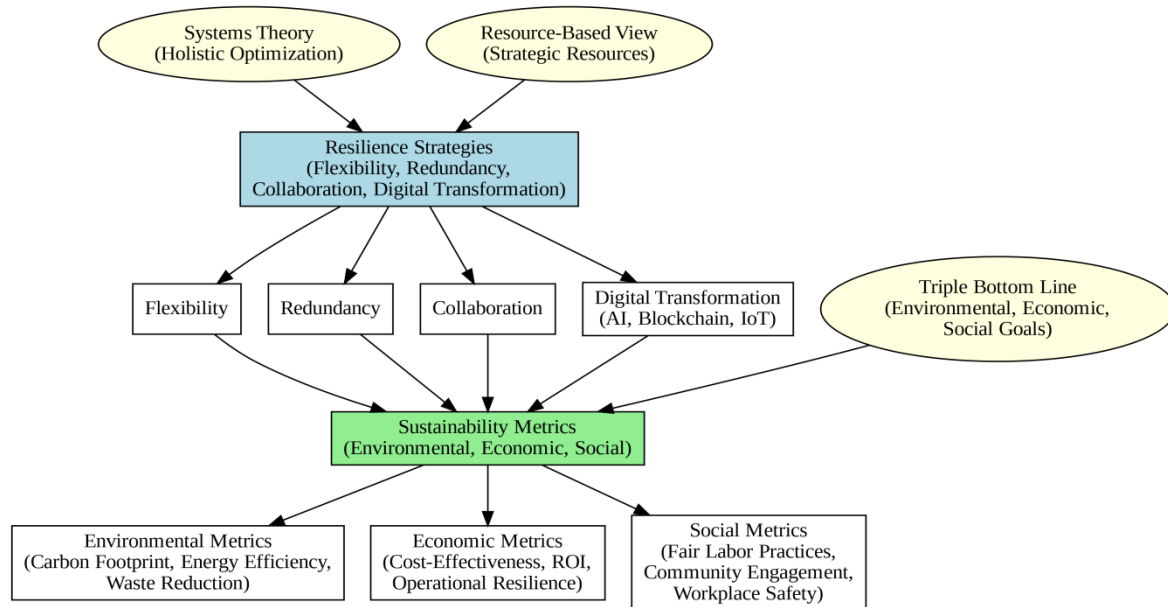 Systems Theory
(Holistic Optimization)
Resource-Based View
(Strategic Resources)
Resilience Strategies
(Flexibility, Redundancy,
Collaboration, Digital Transformation)
Flexibility
Redundancy
Collaboration
Digital Transformation
(AI, Blockchain, IoT)
Triple Bottom Line
(Environmental, Economic,
Social Goals)
Sustainability Metrics
(Environmental, Economic, Social)
Environmental Metrics
(Carbon Footprint, Energy Efficiency,
Waste Reduction)
Economic Metrics
(Cost-Effectiveness, ROI,
Operational Resilience)
Social Metrics
(Fair Labor Practices,
Community Engagement,
Workplace Safety)